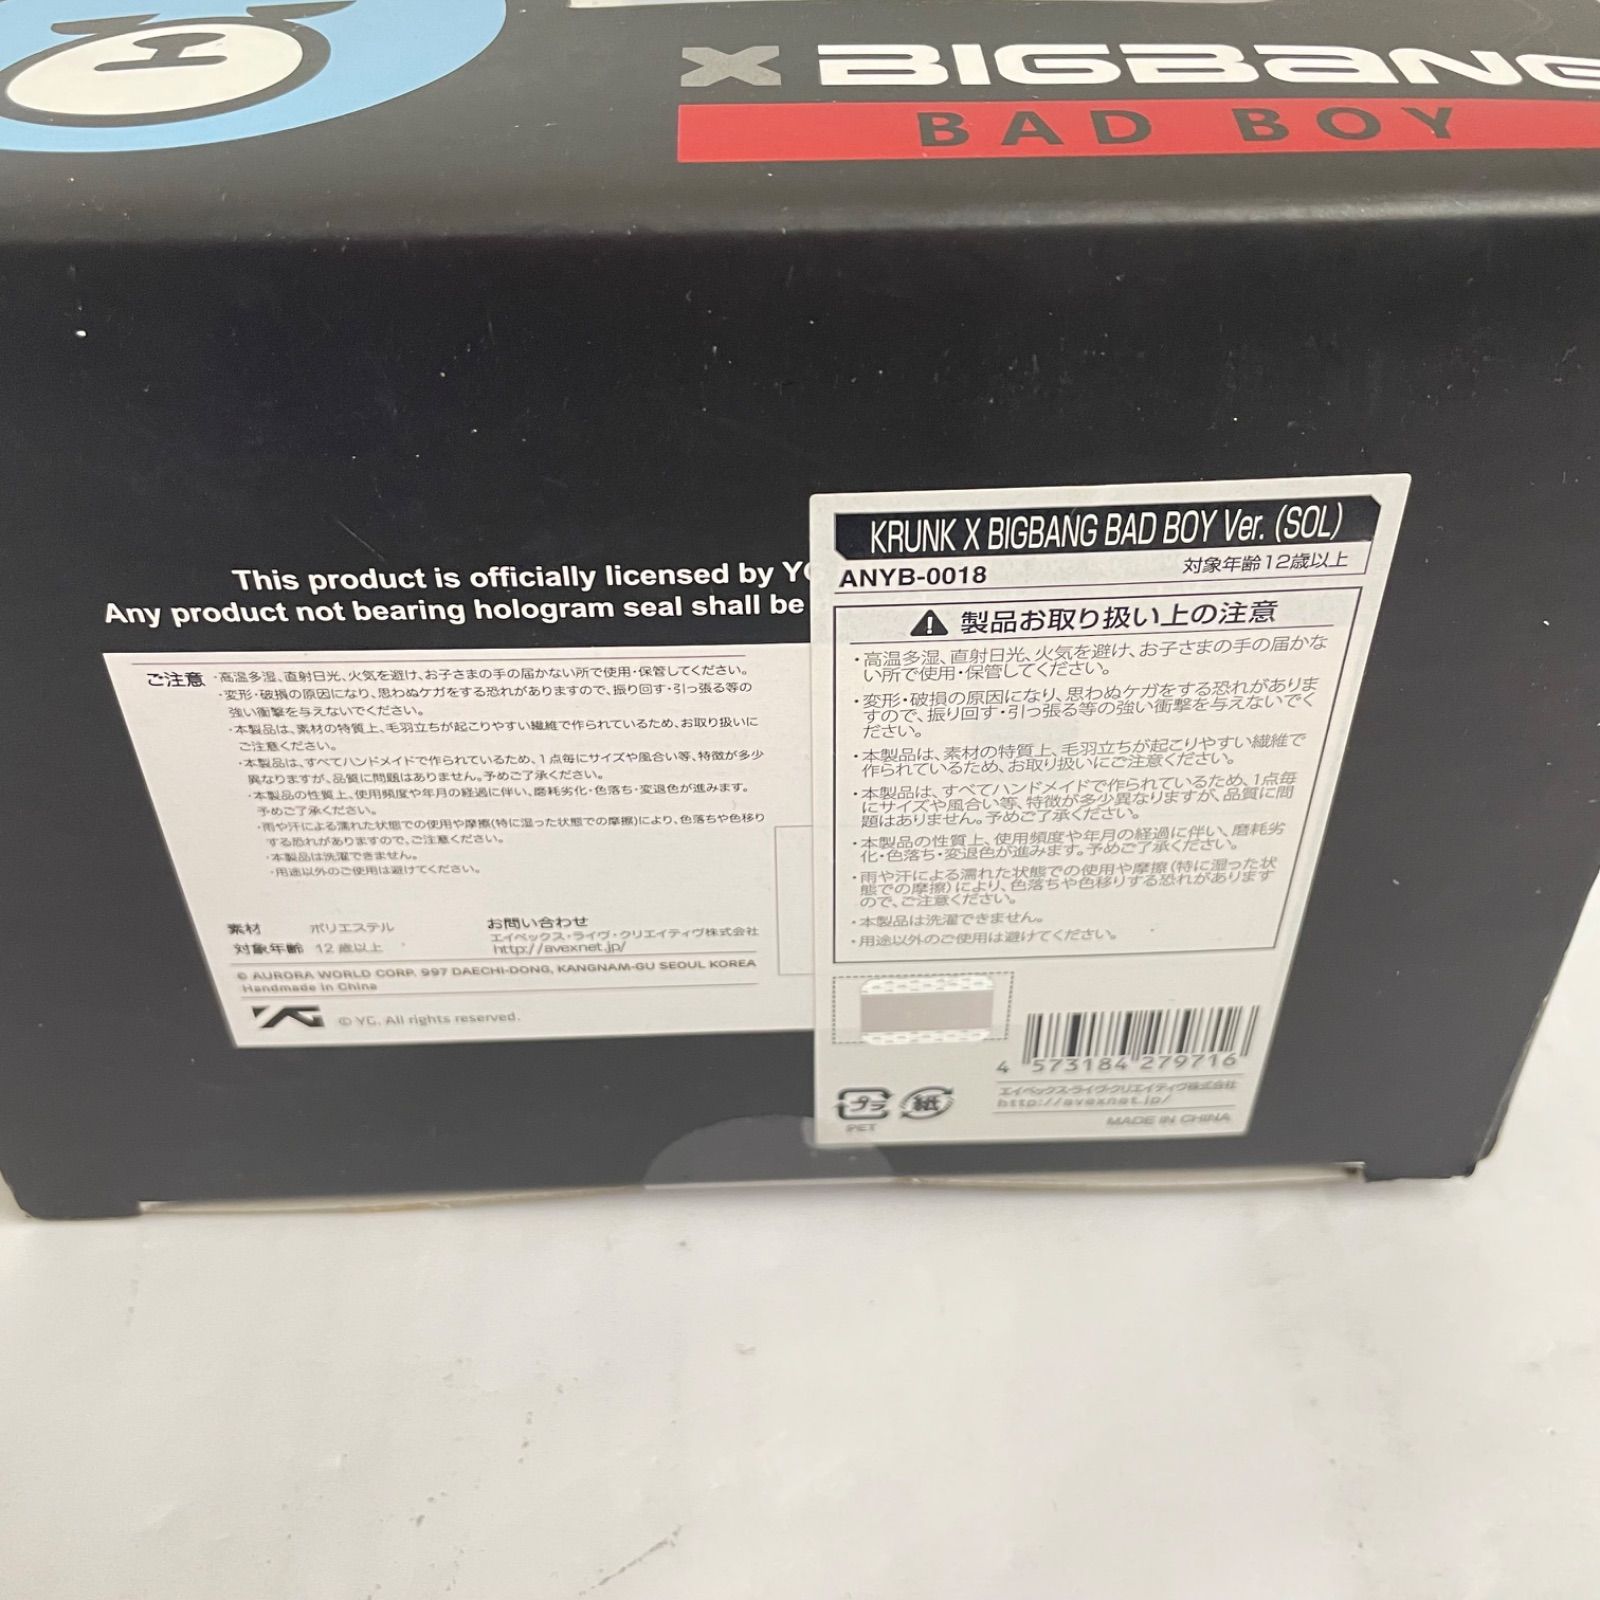 X BIGBANG
BAD BOY
This product is officially licensed by
Any product not bearing hologram seal shall be
ご注意 ・高温多湿、直射日光、火気を避け、お子さまの手の届かない所で使用・保管してください。
・変形・破損の原因になり、思わぬケガをする恐れがありますので、振り回す・引っ張る等の
強い衝撃を与えないでください。
・本製品は、素材の特質上、毛羽立ちが起こりやすい繊維で作られているため、お取り扱いに
ご注意ください。
・本製品は、すべてハンドメイドで作られているため、1点毎にサイズや風合い等、特徴が多少
異なりますが、品質に問題はありません。予めご了承ください。
・本製品の性質上、使用頻度や年月の経過に伴い、磨耗劣化・色落ち・変退色が進みます。
予めご了承ください。
・雨や汗による濡れた状態での使用や摩擦(特に湿った状態での摩擦)により、色落ちや色移り
する恐れがありますので、ご注意ください。
・本製品は洗濯できません。
・用途以外のご使用は避けてください。
素材 ポリエステル
対象年齢 12歳以上
お問い合わせ
エイベックス・ライヴ・クリエイティヴ株式会社
http://avexnet.jp/
© AURORA WORLD CORP. 997 DAECHI-DONG, KANGNAM-GU SEOUL KOREA
Handmade in China
YG © YG. All rights reserved.
KRUNK X BIGBANG BAD BOY Ver. (SOL)
ANYB-0018 対象年齢12歳以上
製品お取り扱い上の注意
・高温多湿、直射日光、火気を避け、お子さまの手の届かな
い所で使用・保管してください。
・変形・破損の原因になり、思わぬケガをする恐れがありま
すので、振り回す・引っ張る等の強い衝撃を与えないでく
ださい。
・本製品は、素材の特質上、毛羽立ちが起こりやすい繊維で
作られているため、お取り扱いにご注意ください。
・本製品は、すべてハンドメイドで作られているため、1点毎
にサイズや風合い等、特徴が多少異なりますが、品質に問
題はありません。予めご了承ください。
・本製品の性質上、使用頻度や年月の経過に伴い、磨耗劣
化・色落ち・変退色が進みます。予めご了承ください。
・雨や汗による濡れた状態での使用や摩擦(特に湿った状
態での摩擦)により、色落ちや色移りする恐れがあります
ので、ご注意ください。
・本製品は洗濯できません。
・用途以外のご使用は避けてください。
4 573184 279716
エイベックス・ライヴ・クリエイティヴ株式会社
http://avexnet.jp/
MADE IN CHINA
プラ 紙
PET